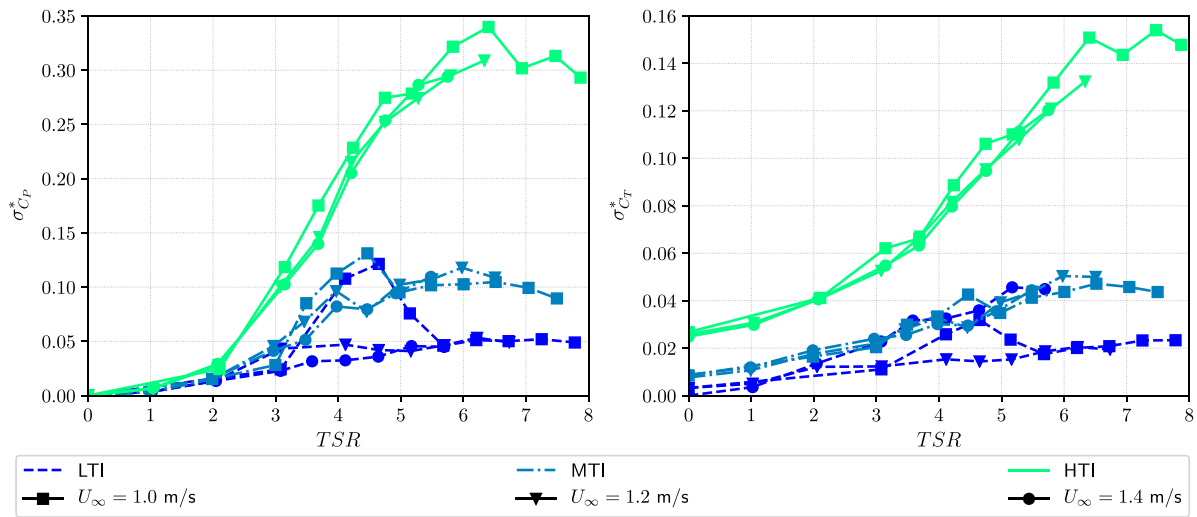 0.35
0.30
0.25
0.20
0.15
0.10
0.05
0.00
σ*_{C_P}
0 1 2 3 4 5 6 7 8
TSR
0.16
0.14
0.12
0.10
0.08
0.06
0.04
0.02
0.00
σ*_{C_T}
0 1 2 3 4 5 6 7 8
TSR
LTI MTI HTI
U_∞ = 1.0 m/s U_∞ = 1.2 m/s U_∞ = 1.4 m/s